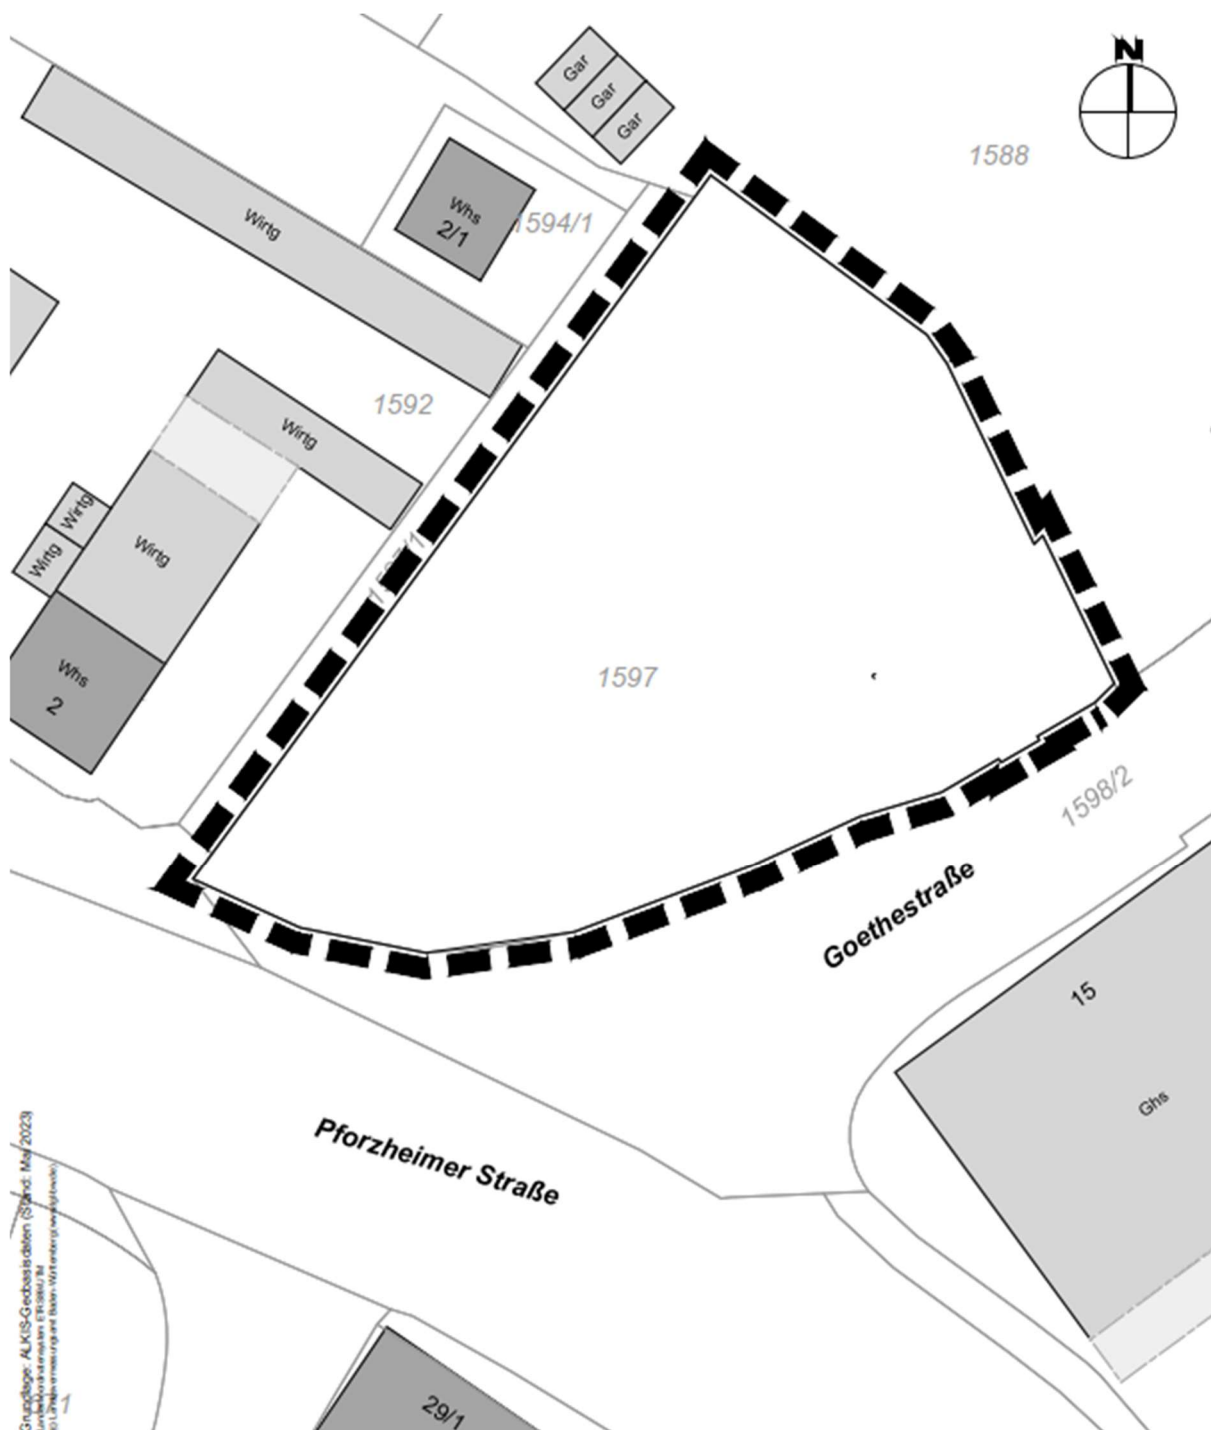 N
Gar
Gar
Gar
1588
Whs
2/1
1594/1
Wirtg
1592
Wirtg
Wirtg
Wirtg
Wirtg
Whs
2
1597
1598/2
Goethestraße
15
Ghs
Pforzheimer Straße
29/1
Grundlage: ALKIS-Geobasisdaten (Stand: Mai 2023)